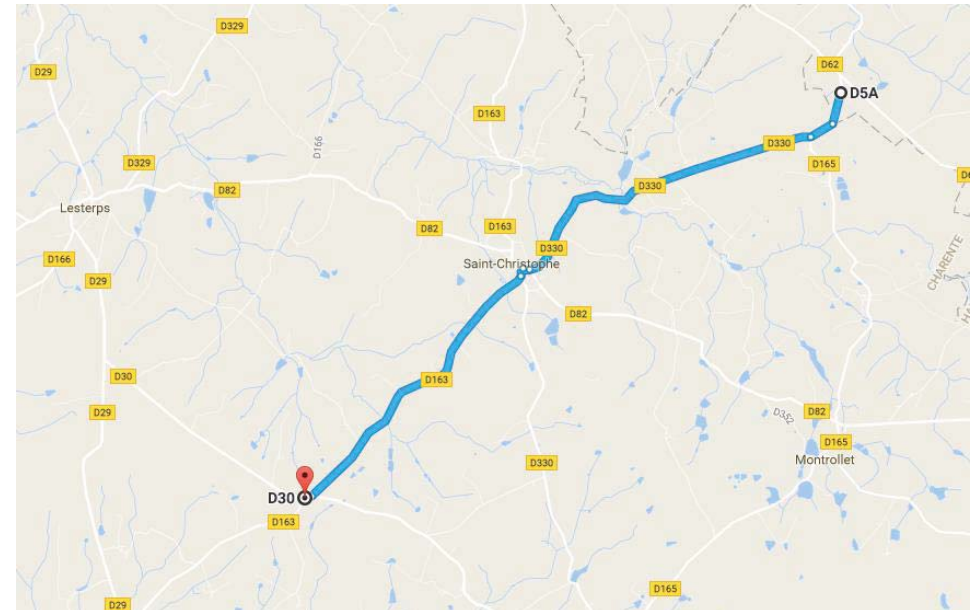 D329
D62
D29
D5A
D163
D330
D166
D329
D165
D330
D82
Lesterps
D163
D82
D330
CHARENTE
D166
Saint-Christophe
D29
D82
D30
D163
D29
D352
D82
D165
Montrollet
D330
D30
D163
D165
D29